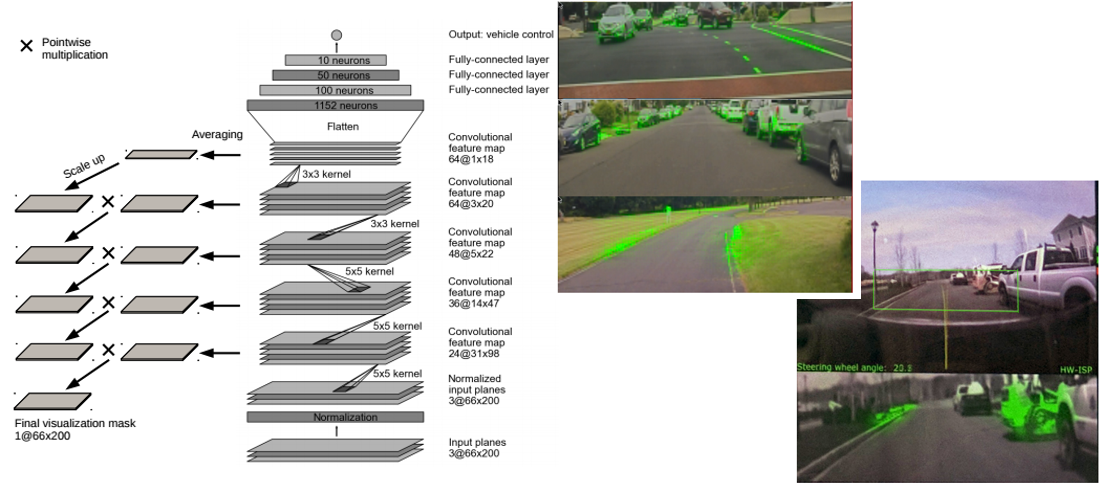 Pointwise
multiplication
Averaging
Scale up
Final visualization mask
1@66x200
10 neurons
50 neurons
100 neurons
1152 neurons
Flatten
3x3 kernel
3x3 kernel
5x5 kernel
5x5 kernel
5x5 kernel
Normalization
Output: vehicle control
Fully-connected layer
Fully-connected layer
Fully-connected layer
Convolutional
feature map
64@1x18
Convolutional
feature map
64@3x20
Convolutional
feature map
48@5x22
Convolutional
feature map
36@14x47
Convolutional
feature map
24@31x98
Normalized
input planes
3@66x200
Input planes
3@66x200
Steering wheel angle:
HW-ISP